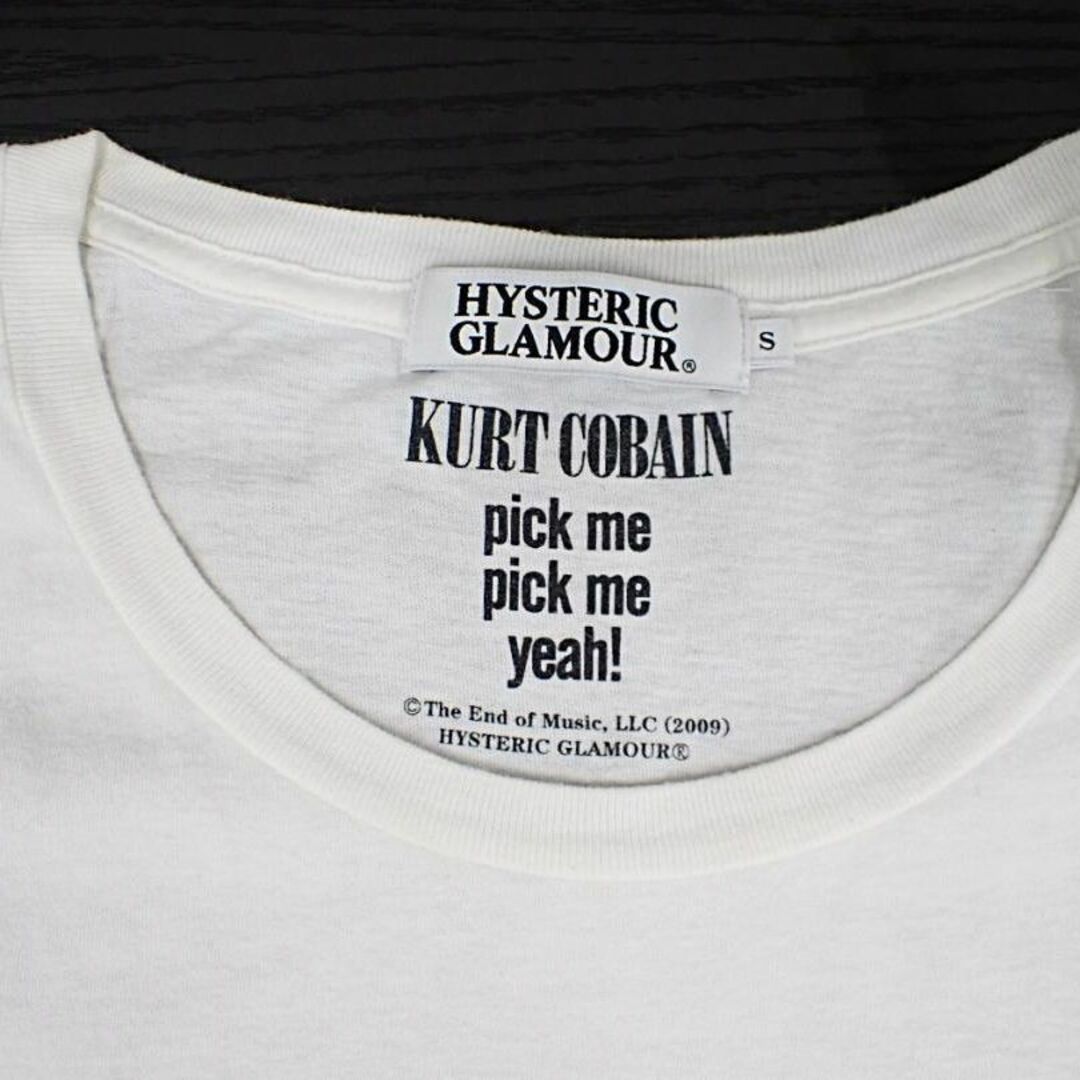 HYSTERIC
GLAMOUR®
S
KURT COBAIN
pick me
pick me
yeah!
©The End of Music, LLC (2009)
HYSTERIC GLAMOUR®